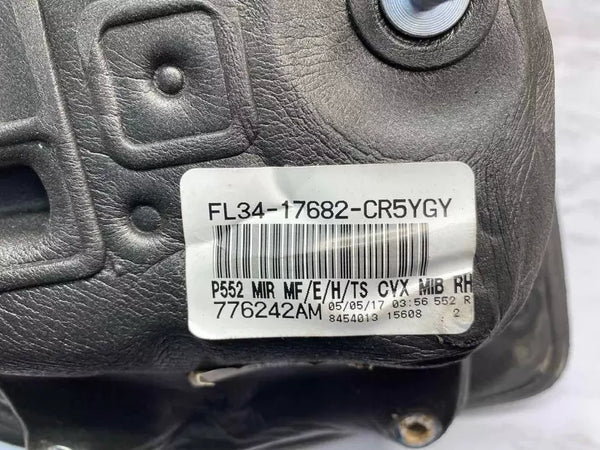 FL34-17682-CR5YGY
P552 MIR MF/E/H/TS CVX MIB RH
776242AM 05/05/17 03:56 552 R
8454013 15608 2